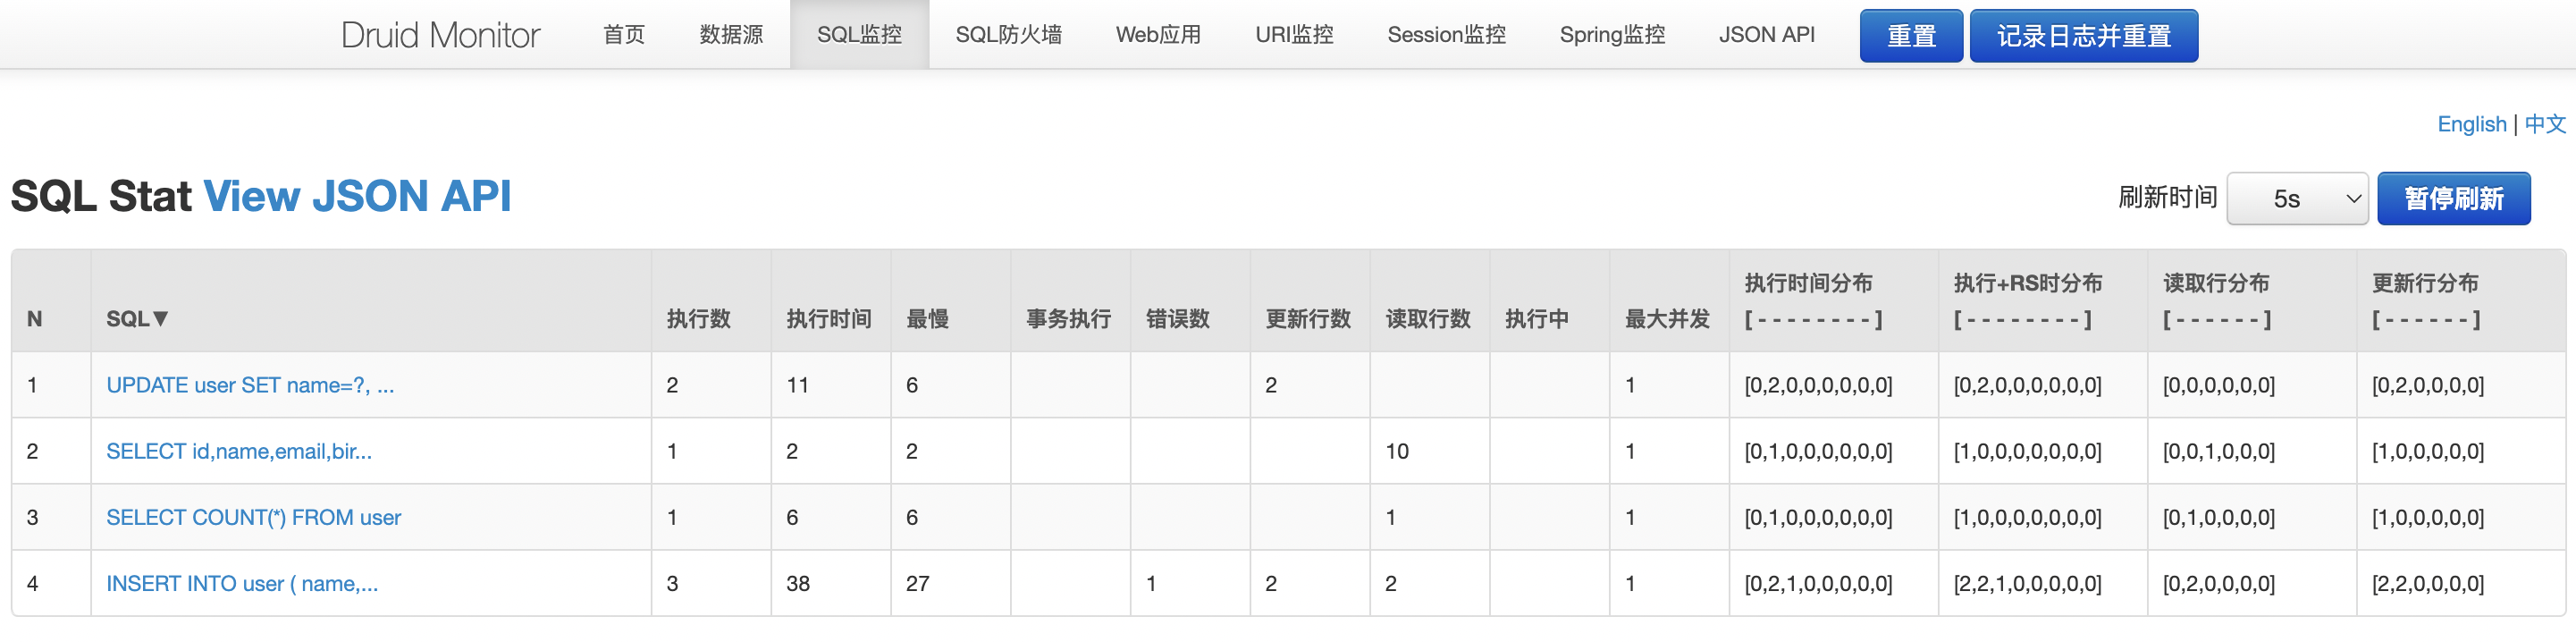 Druid Monitor 首页 数据源 SQL监控 SQL防火墙 Web应用 URI监控 Session监控 Spring监控 JSON API 重置 记录日志并重置
English | 中文
SQL Stat View JSON API 刷新时间 5s 暂停刷新
N SQL▼ 执行数 执行时间 最慢 事务执行 错误数 更新行数 读取行数 执行中 最大并发 执行时间分布 [ - - - - - - - - ] 执行+RS时分布 [ - - - - - - - - ] 读取行分布 [ - - - - - - ] 更新行分布 [ - - - - - - ]
1 UPDATE user SET name=?, ... 2 11 6 2 1 [0,2,0,0,0,0,0,0] [0,2,0,0,0,0,0,0] [0,0,0,0,0,0] [0,2,0,0,0,0]
2 SELECT id,name,email,bir... 1 2 2 10 1 [0,1,0,0,0,0,0,0] [1,0,0,0,0,0,0,0] [0,0,1,0,0,0] [1,0,0,0,0,0]
3 SELECT COUNT(*) FROM user 1 6 6 1 1 [0,1,0,0,0,0,0,0] [1,0,0,0,0,0,0,0] [0,1,0,0,0,0] [1,0,0,0,0,0]
4 INSERT INTO user ( name,... 3 38 27 1 2 2 1 [0,2,1,0,0,0,0,0] [2,2,1,0,0,0,0,0] [0,2,0,0,0,0] [2,2,0,0,0,0]